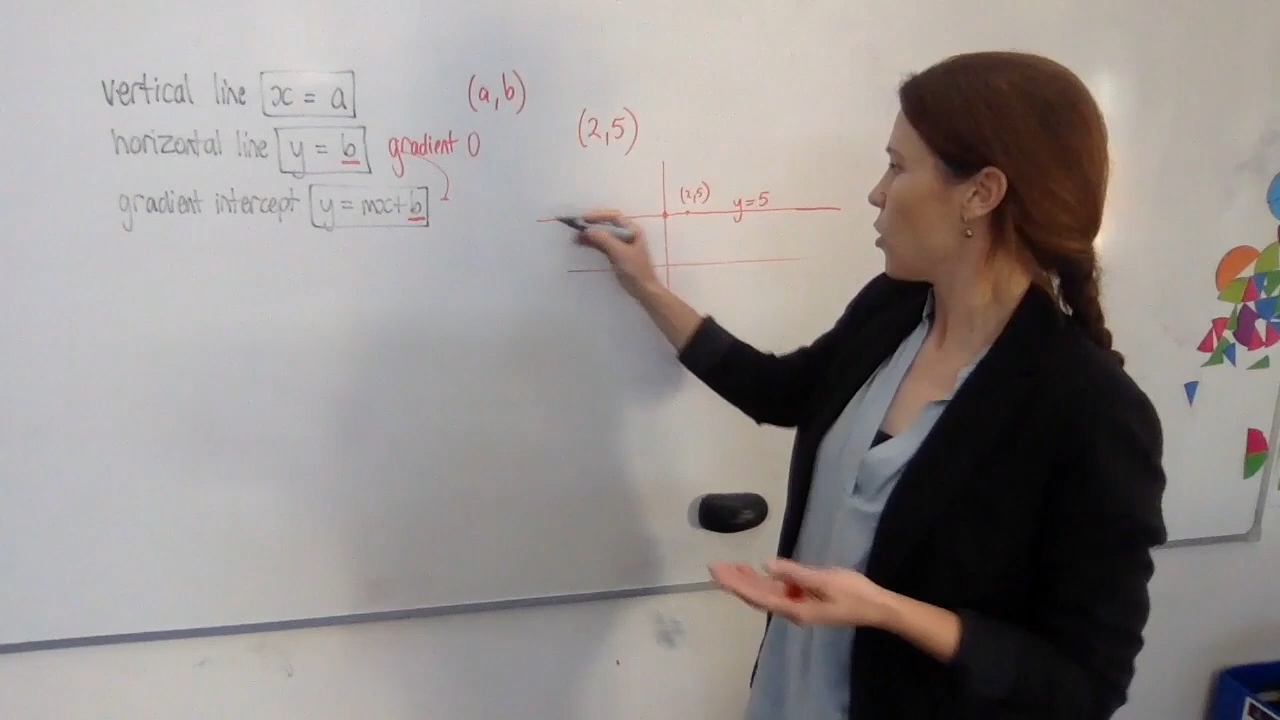 vertical line x = a (a,b)
horizontal line y = b gradient 0 (2,5)
gradient intercept y = mx+b
(2,5) y=5